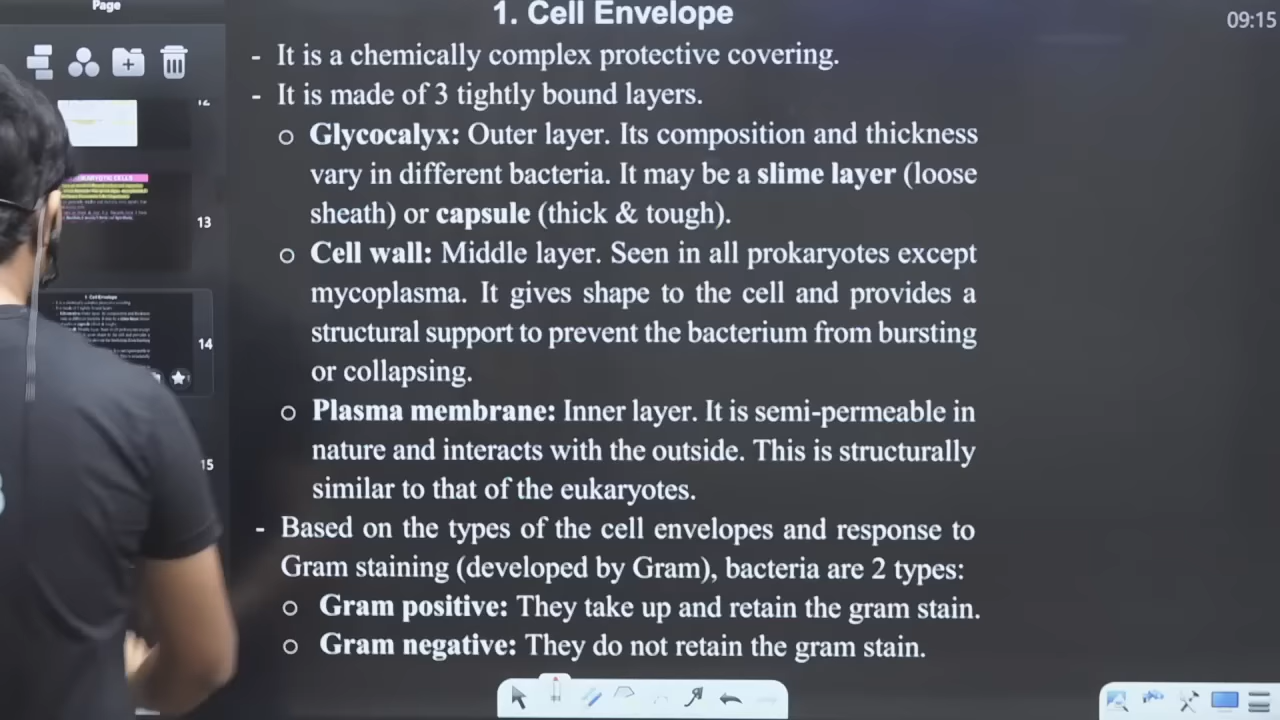 Page
1. Cell Envelope
09:15
- It is a chemically complex protective covering.
- It is made of 3 tightly bound layers.
o Glycocalyx: Outer layer. Its composition and thickness
vary in different bacteria. It may be a slime layer (loose
sheath) or capsule (thick & tough).
o Cell wall: Middle layer. Seen in all prokaryotes except
mycoplasma. It gives shape to the cell and provides a
structural support to prevent the bacterium from bursting
or collapsing.
o Plasma membrane: Inner layer. It is semi-permeable in
nature and interacts with the outside. This is structurally
similar to that of the eukaryotes.
- Based on the types of the cell envelopes and response to
Gram staining (developed by Gram), bacteria are 2 types:
o Gram positive: They take up and retain the gram stain.
o Gram negative: They do not retain the gram stain.
13
1. Cell Envelope
14
15